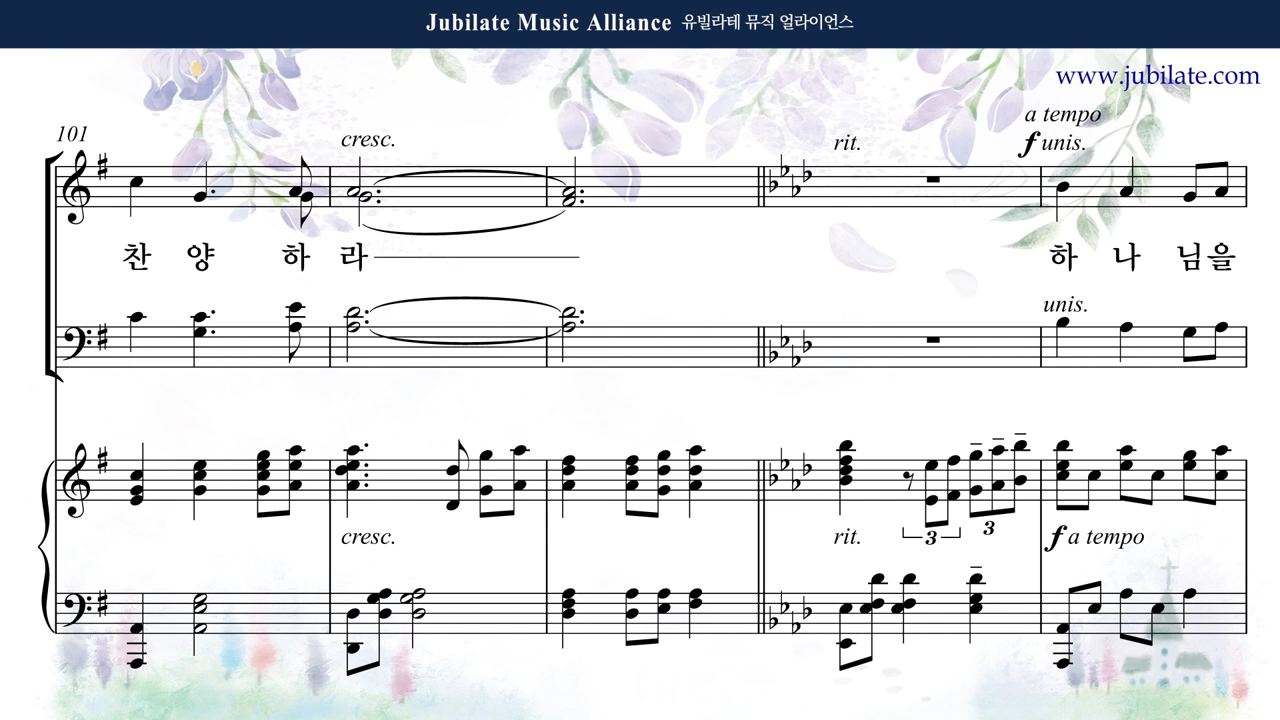 Jubilate Music Alliance 유빌라테 뮤직 얼라이언스
www.jubilate.com
a tempo
101 cresc. rit. f unis.
찬 양 하 라 하 나 님을
unis.
cresc. rit. 3 3 f a tempo